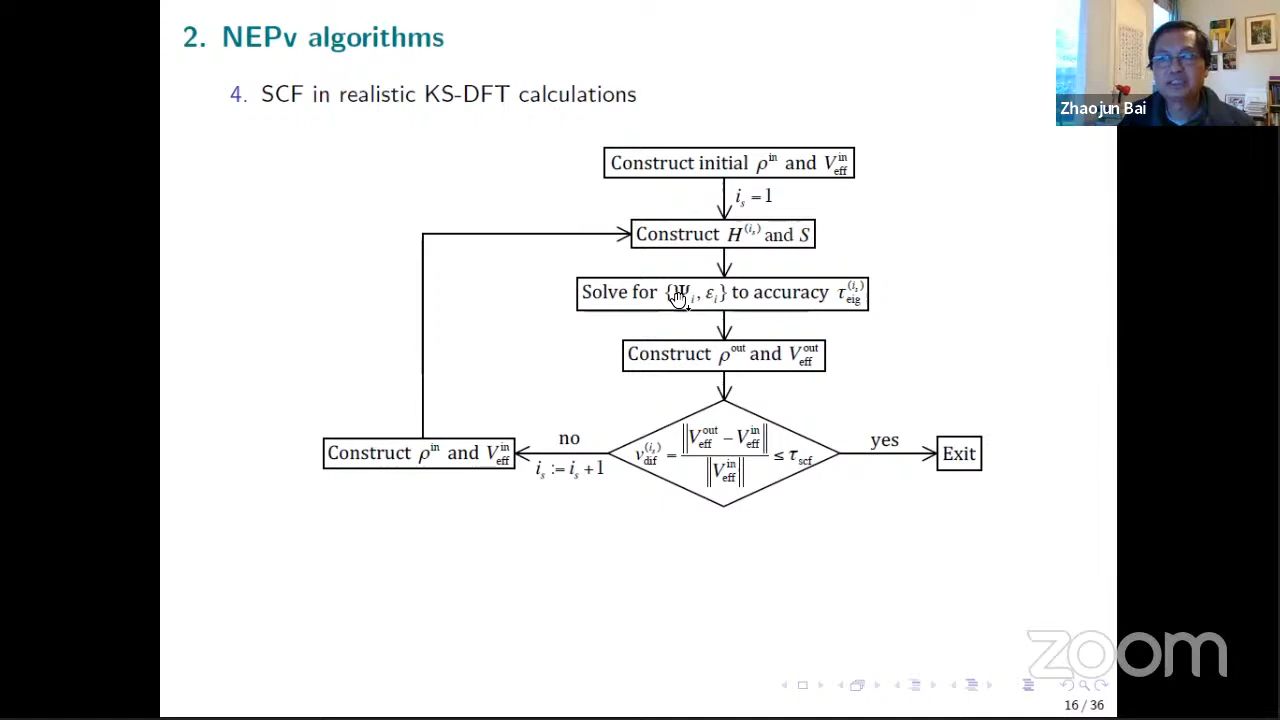 2. NEPv algorithms
4. SCF in realistic KS-DFT calculations
Zhaojun Bai
Construct initial ρ^in and V_eff^in
i_s = 1
Construct H^(i_s) and S
Solve for {Ψ_i, ε_i} to accuracy τ_eig^(i_s)
Construct ρ^out and V_eff^out
v_dif^(i_s) = ‖V_eff^out − V_eff^in‖ / ‖V_eff^in‖ ≤ τ_scf
no
i_s := i_s + 1
Construct ρ^in and V_eff^in
yes
Exit
zoom
16 / 36